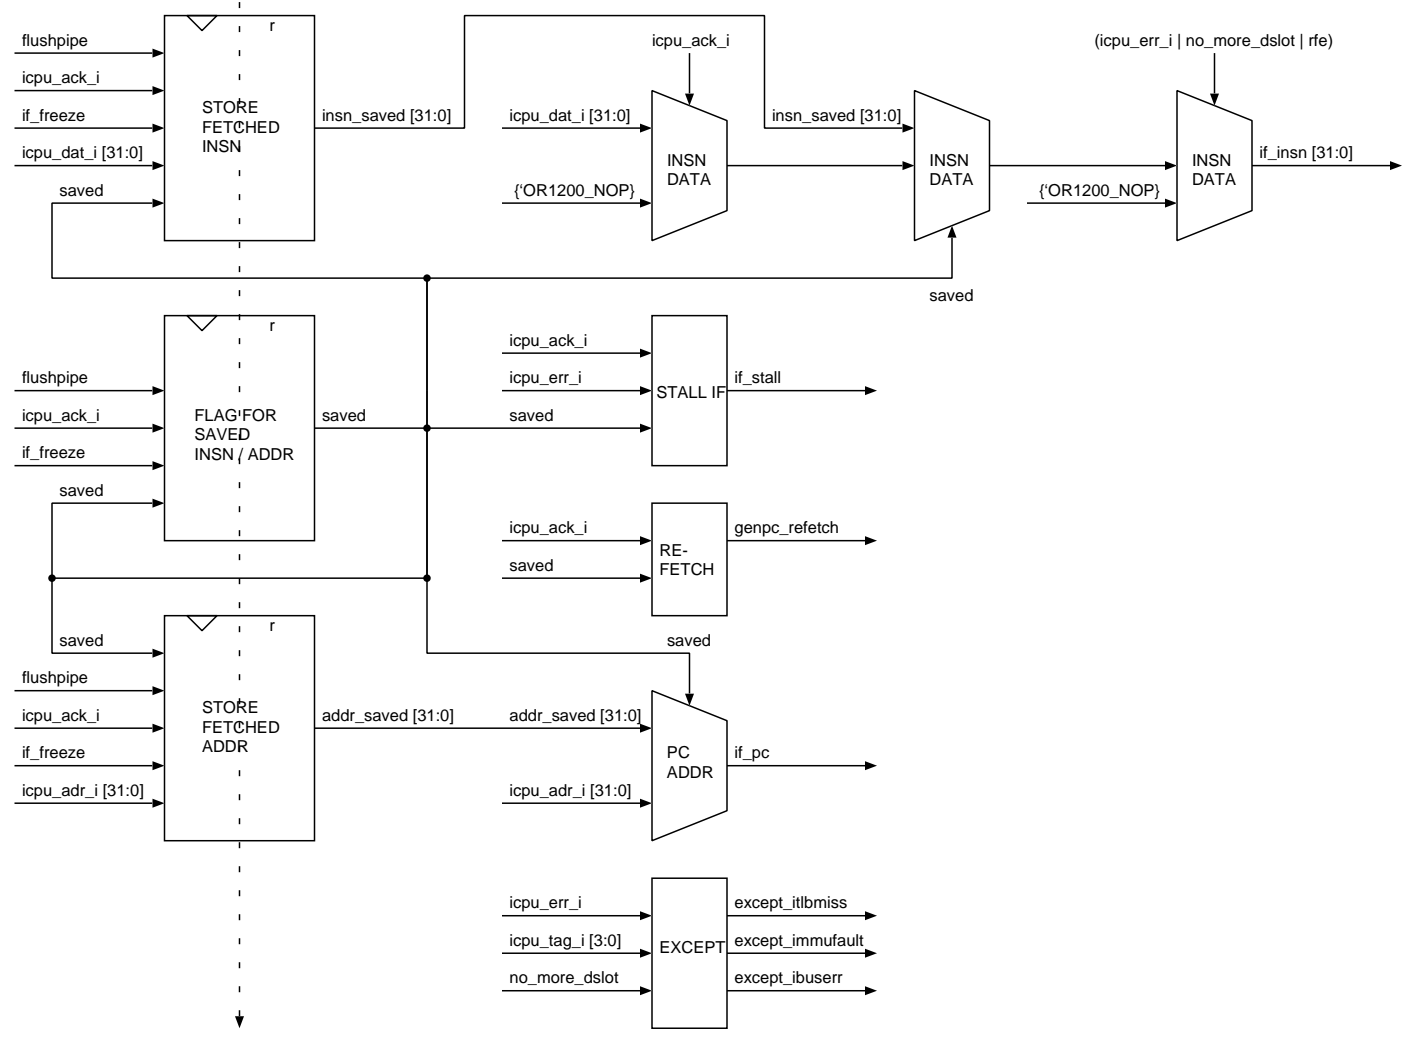 r
flushpipe
icpu_ack_i
if_freeze
icpu_dat_i [31:0]
saved
STORE
FETCHED
INSN
insn_saved [31:0]
icpu_ack_i
icpu_dat_i [31:0]
{‘OR1200_NOP}
INSN
DATA
insn_saved [31:0]
INSN
DATA
saved
(icpu_err_i | no_more_dslot | rfe)
{‘OR1200_NOP}
INSN
DATA
if_insn [31:0]
r
flushpipe
icpu_ack_i
if_freeze
saved
FLAG FOR
SAVED
INSN / ADDR
saved
icpu_ack_i
icpu_err_i
saved
STALL IF
if_stall
icpu_ack_i
saved
RE-
FETCH
genpc_refetch
r
saved
flushpipe
icpu_ack_i
if_freeze
icpu_adr_i [31:0]
STORE
FETCHED
ADDR
addr_saved [31:0]
saved
addr_saved [31:0]
icpu_adr_i [31:0]
PC
ADDR
if_pc
icpu_err_i
icpu_tag_i [3:0]
no_more_dslot
EXCEPT
except_itlbmiss
except_immufault
except_ibuserr